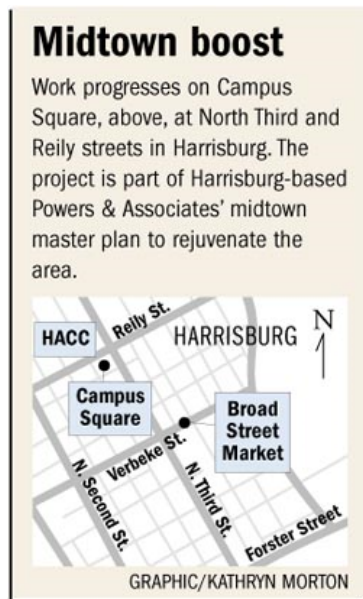 Midtown boost
Work progresses on Campus
Square, above, at North Third and
Reily streets in Harrisburg. The
project is part of Harrisburg-based
Powers & Associates’ midtown
master plan to rejuvenate the
area.
Reily St.
N
HACC
HARRISBURG
Campus
Square
Broad
Street
Market
Verbeke St.
N. Second St.
N. Third St.
Forster Street
GRAPHIC/KATHRYN MORTON